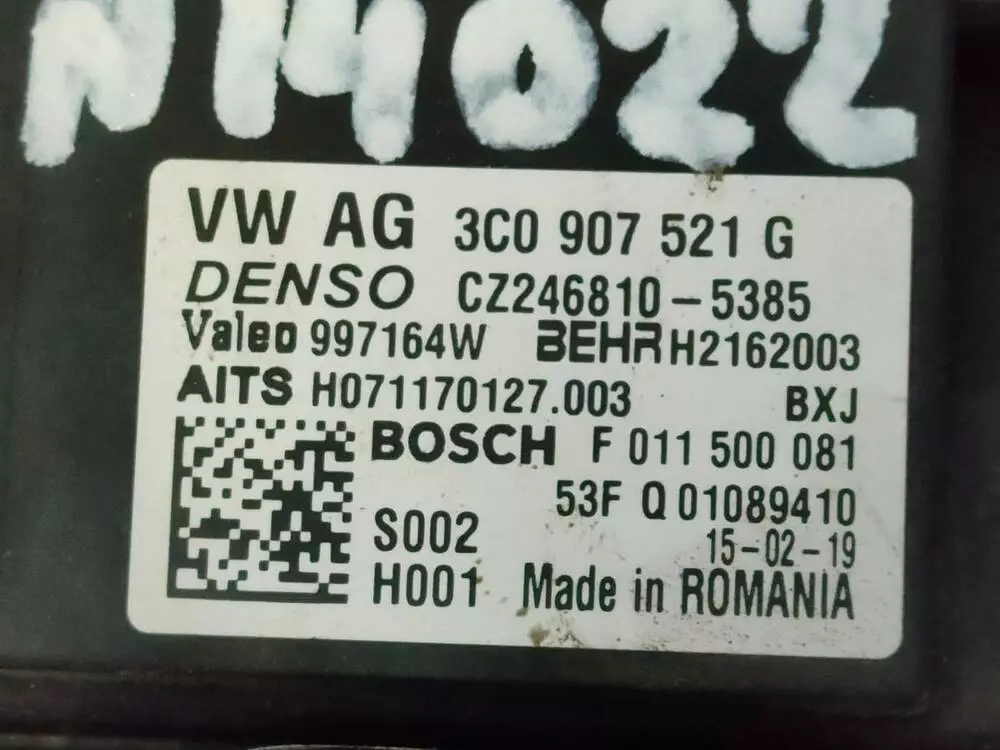 N14022
VW AG 3C0 907 521 G
DENSO CZ246810-5385
Valeo 997164W BEHR H2162003
AITS H071170127.003 BXJ
BOSCH F 011 500 081
53F Q 01089410
S002 15-02-19
H001 Made in ROMANIA